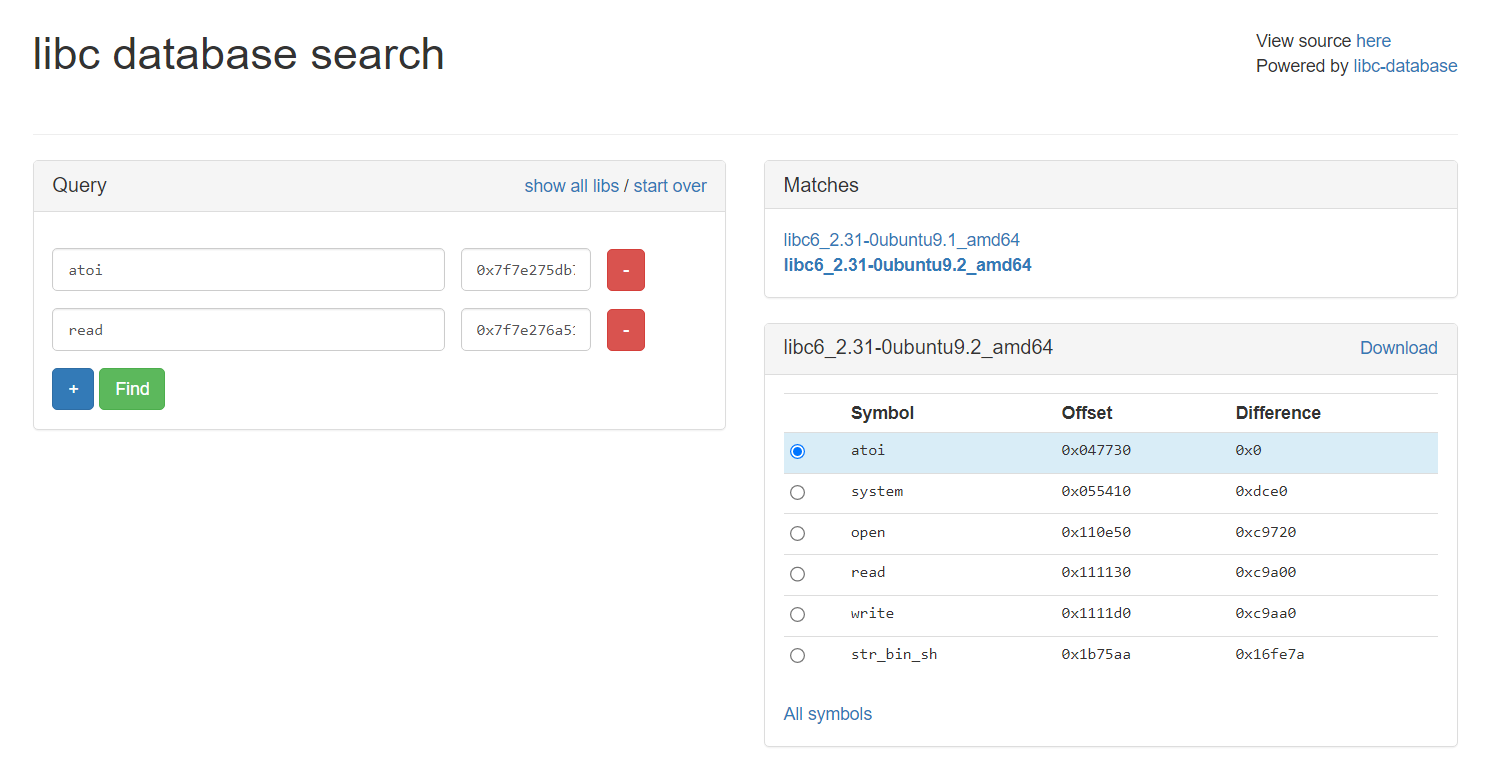 libc database search
View source here
Powered by libc-database
Query
show all libs / start over
atoi
0x7f7e275db
-
read
0x7f7e276a5
-
+
Find
Matches
libc6_2.31-0ubuntu9.1_amd64
libc6_2.31-0ubuntu9.2_amd64
libc6_2.31-0ubuntu9.2_amd64
Download
Symbol Offset Difference
atoi 0x047730 0x0
system 0x055410 0xdce0
open 0x110e50 0xc9720
read 0x111130 0xc9a00
write 0x1111d0 0xc9aa0
str_bin_sh 0x1b75aa 0x16fe7a
All symbols